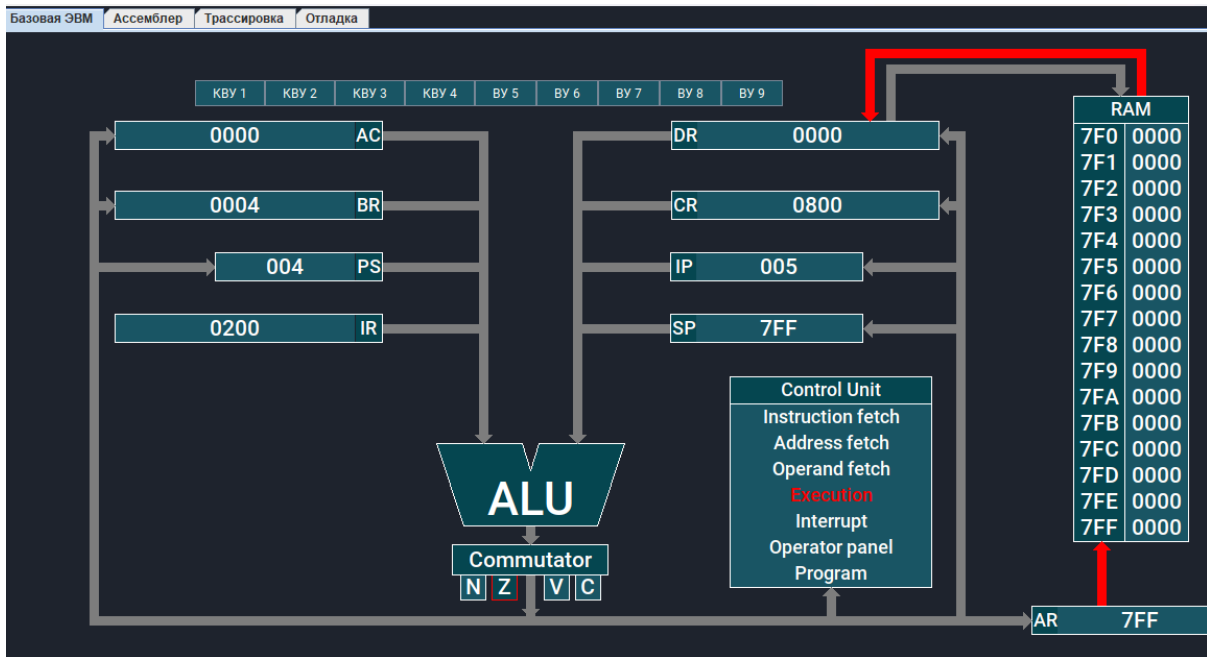 Базовая ЭВМ Ассемблер Трассировка Отладка
КВУ 1 КВУ 2 КВУ 3 КВУ 4 ВУ 5 ВУ 6 ВУ 7 ВУ 8 ВУ 9
0000 AC
0004 BR
004 PS
0200 IR
DR 0000
CR 0800
IP 005
SP 7FF
RAM
7F0 0000
7F1 0000
7F2 0000
7F3 0000
7F4 0000
7F5 0000
7F6 0000
7F7 0000
7F8 0000
7F9 0000
7FA 0000
7FB 0000
7FC 0000
7FD 0000
7FE 0000
7FF 0000
Control Unit
Instruction fetch
Address fetch
Operand fetch
Execution
Interrupt
Operator panel
Program
ALU
Commutator
N Z V C
AR 7FF